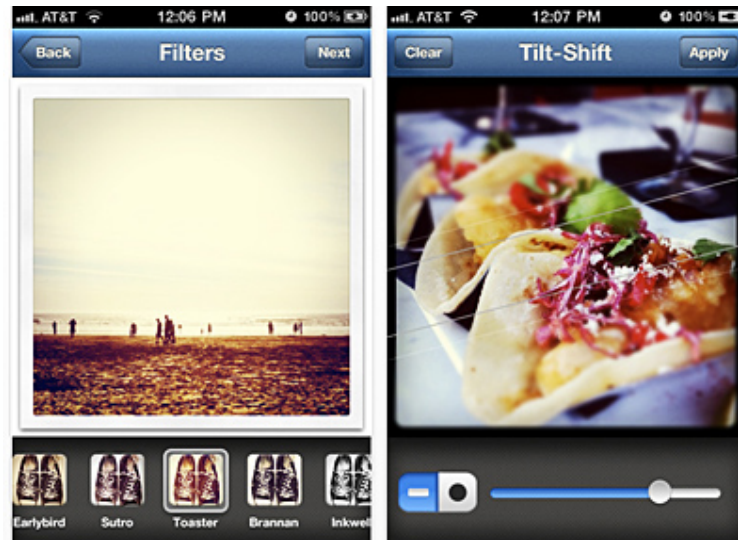 AT&T 12:06 PM 100%
Back Filters Next
Earlybird Sutro Toaster Brannan Inkwell
AT&T 12:07 PM 100%
Clear Tilt-Shift Apply